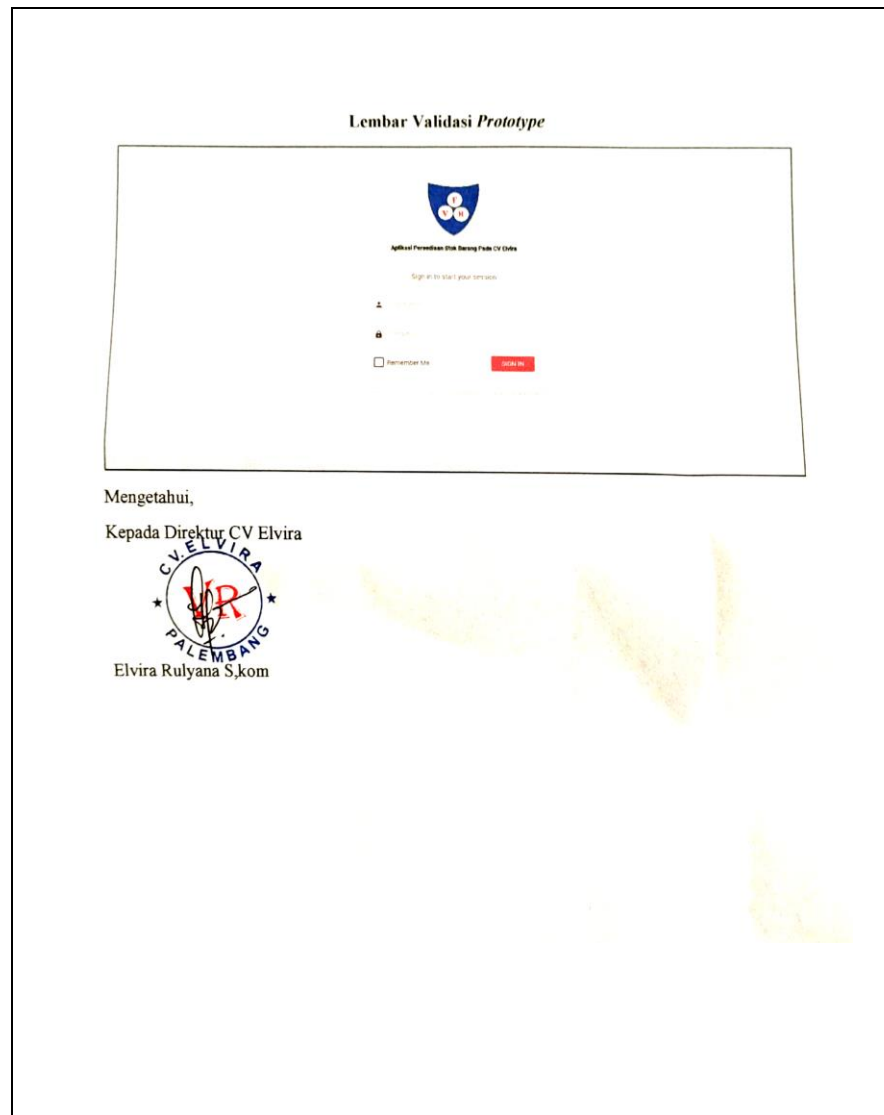 Lembar Validasi Prototype
Aplikasi Persediaan Stok Barang Pada CV Elvira
Sign in to start your session
Remember Me
SIGN IN
Mengetahui,
Kepada Direktur CV Elvira
CV.ELVIRA
VR
PALEMBANG
Elvira Rulyana S,kom